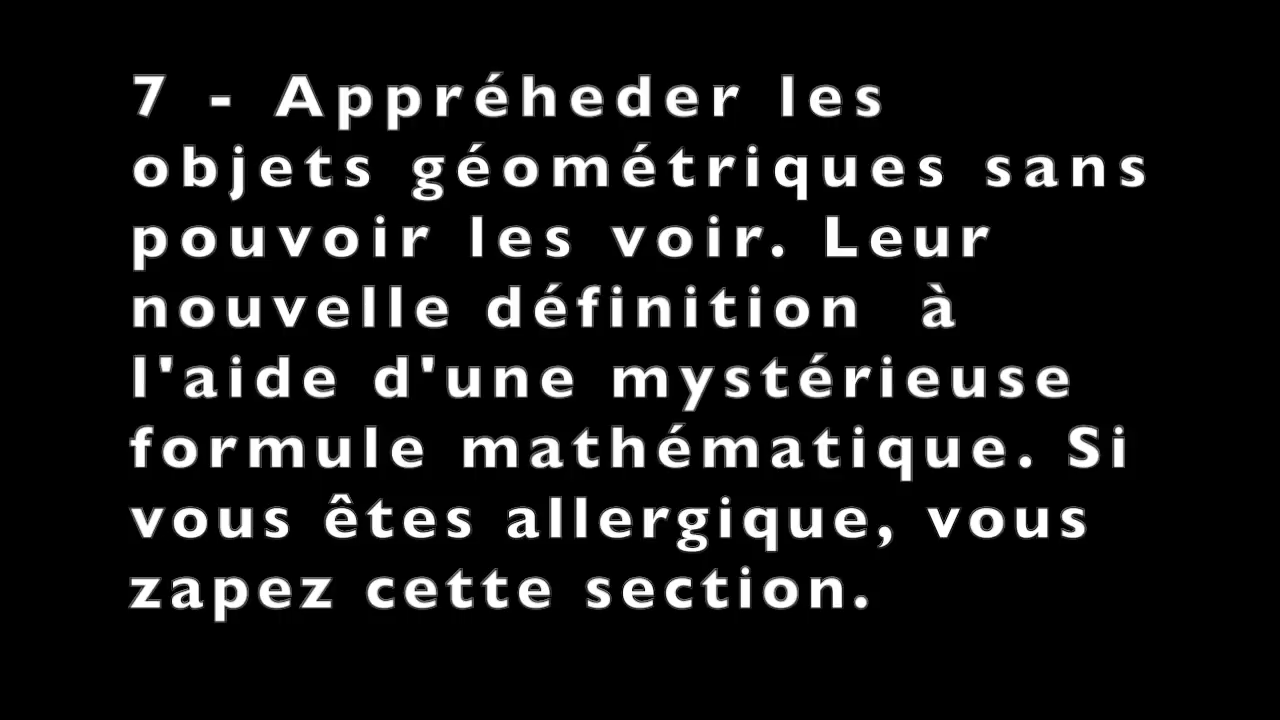 7 - Appréheder les
objets géométriques sans
pouvoir les voir. Leur
nouvelle définition  à
l'aide d'une mystérieuse
formule mathématique. Si
vous êtes allergique, vous
zapez cette section.